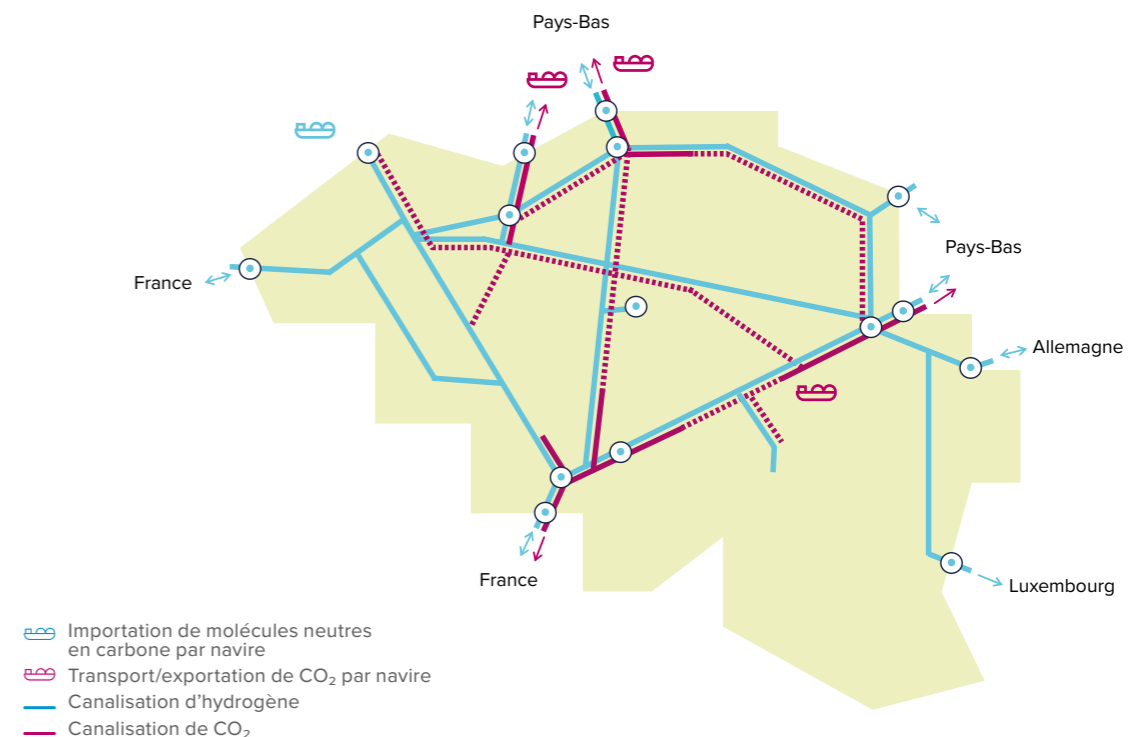 Pays-Bas
Pays-Bas
France
Allemagne
France
Luxembourg
Importation de molécules neutres
en carbone par navire
Transport/exportation de CO₂ par navire
Canalisation d’hydrogène
Canalisation de CO₂